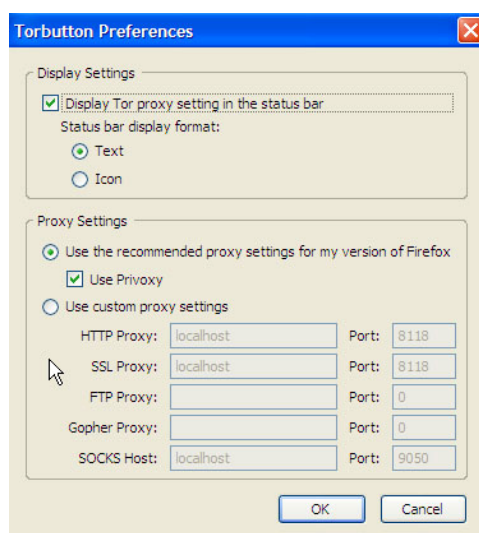 Torbutton Preferences
Display Settings
Display Tor proxy setting in the status bar
Status bar display format:
Text
Icon
Proxy Settings
Use the recommended proxy settings for my version of Firefox
Use Privoxy
Use custom proxy settings
HTTP Proxy: localhost Port: 8118
SSL Proxy: localhost Port: 8118
FTP Proxy: Port: 0
Gopher Proxy: Port: 0
SOCKS Host: localhost Port: 9050
OK Cancel